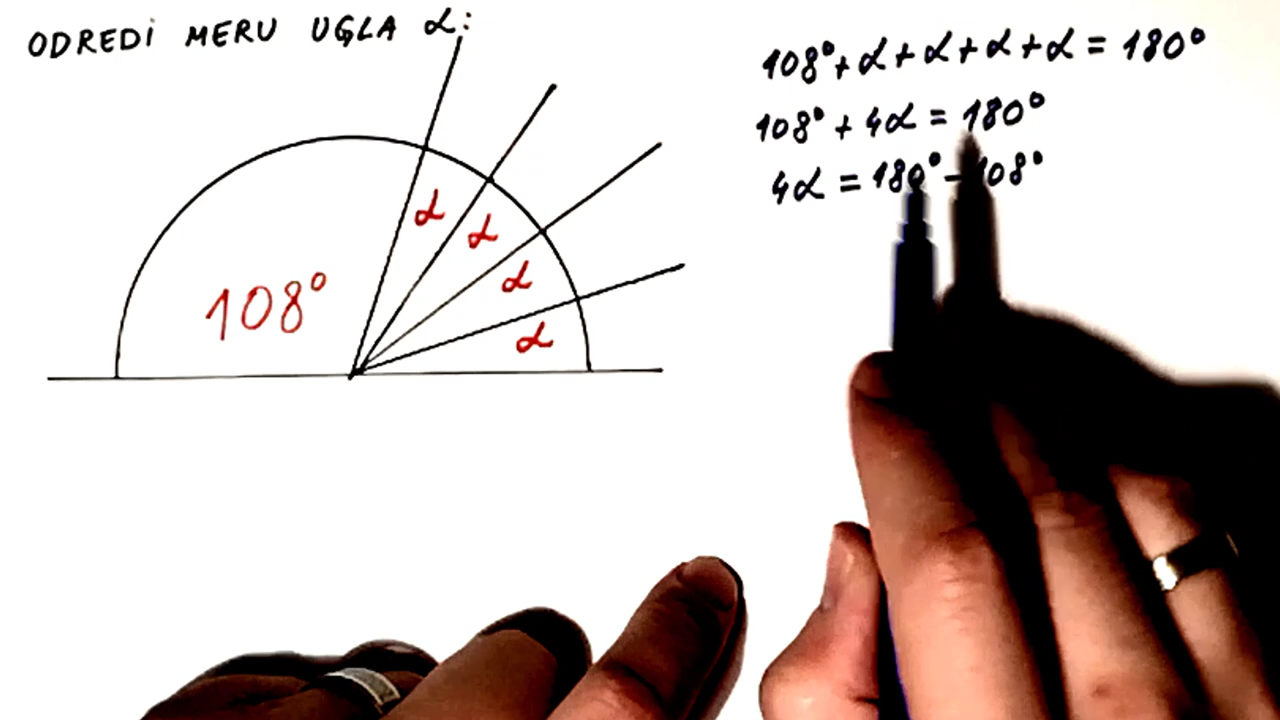 ODREDI MERU UGLA α:
108°
α
α
α
α
108° + α + α + α + α = 180°
108° + 4α = 180°
4α = 180° - 108°